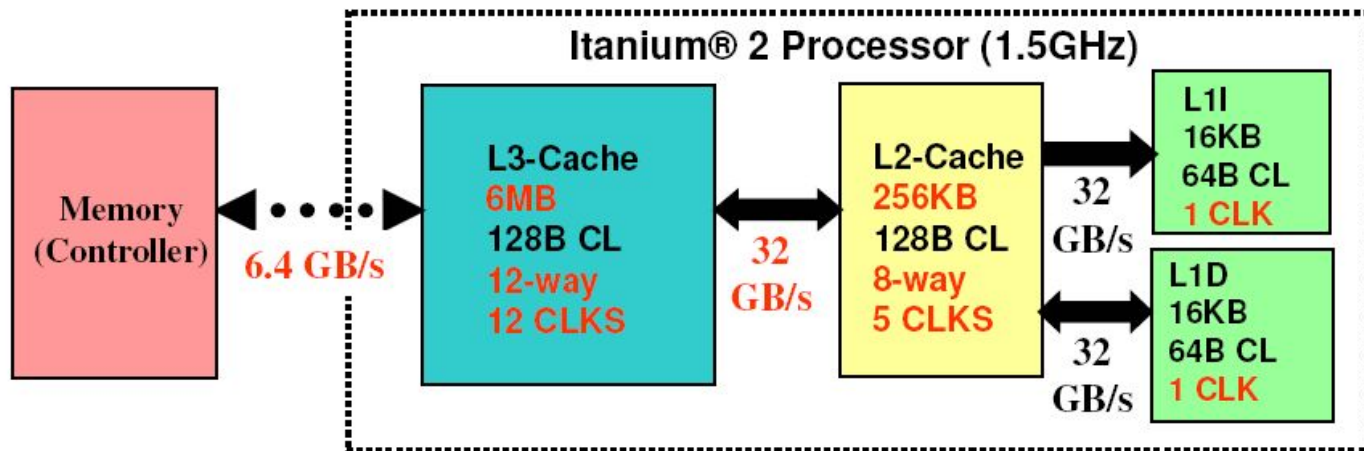 Itanium® 2 Processor (1.5GHz)
Memory
(Controller)
6.4 GB/s
L3-Cache
6MB
128B CL
12-way
12 CLKS
32
GB/s
L2-Cache
256KB
128B CL
8-way
5 CLKS
32
GB/s
L1I
16KB
64B CL
1 CLK
32
GB/s
L1D
16KB
64B CL
1 CLK